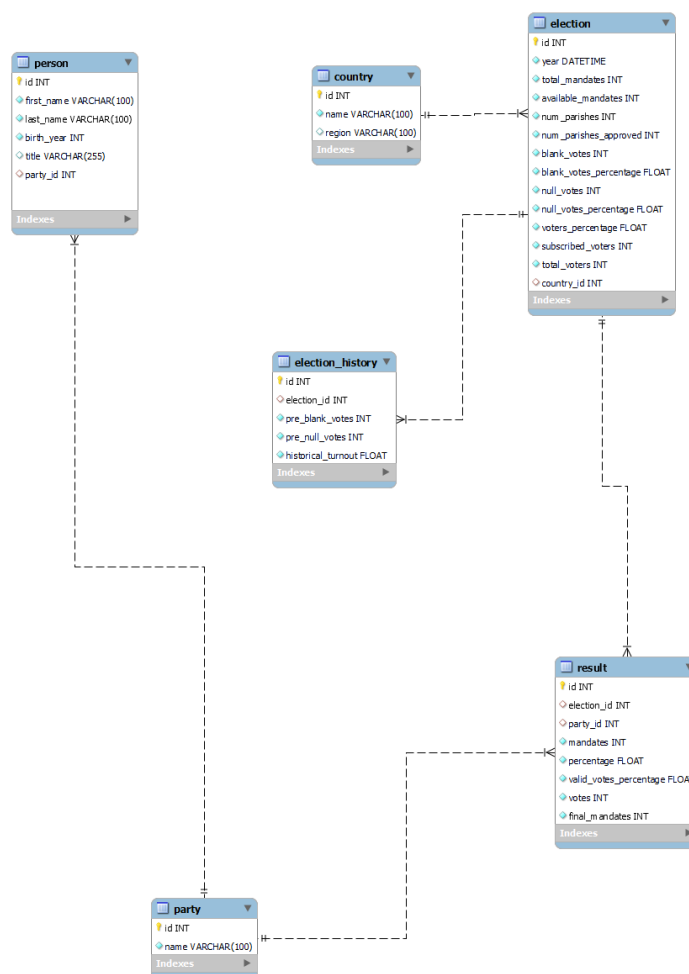 person
id INT
first_name VARCHAR(100)
last_name VARCHAR(100)
birth_year INT
title VARCHAR(255)
party_id INT
Indexes
country
id INT
name VARCHAR(100)
region VARCHAR(100)
Indexes
election
id INT
year DATETIME
total_mandates INT
available_mandates INT
num_parishes INT
num_parishes_approved INT
blank_votes INT
blank_votes_percentage FLOAT
null_votes INT
null_votes_percentage FLOAT
voters_percentage FLOAT
subscribed_voters INT
total_voters INT
country_id INT
Indexes
election_history
id INT
election_id INT
pre_blank_votes INT
pre_null_votes INT
historical_turnout FLOAT
Indexes
result
id INT
election_id INT
party_id INT
mandates INT
percentage FLOAT
valid_votes_percentage FLOA
votes INT
final_mandates INT
Indexes
party
id INT
name VARCHAR(100)
Indexes